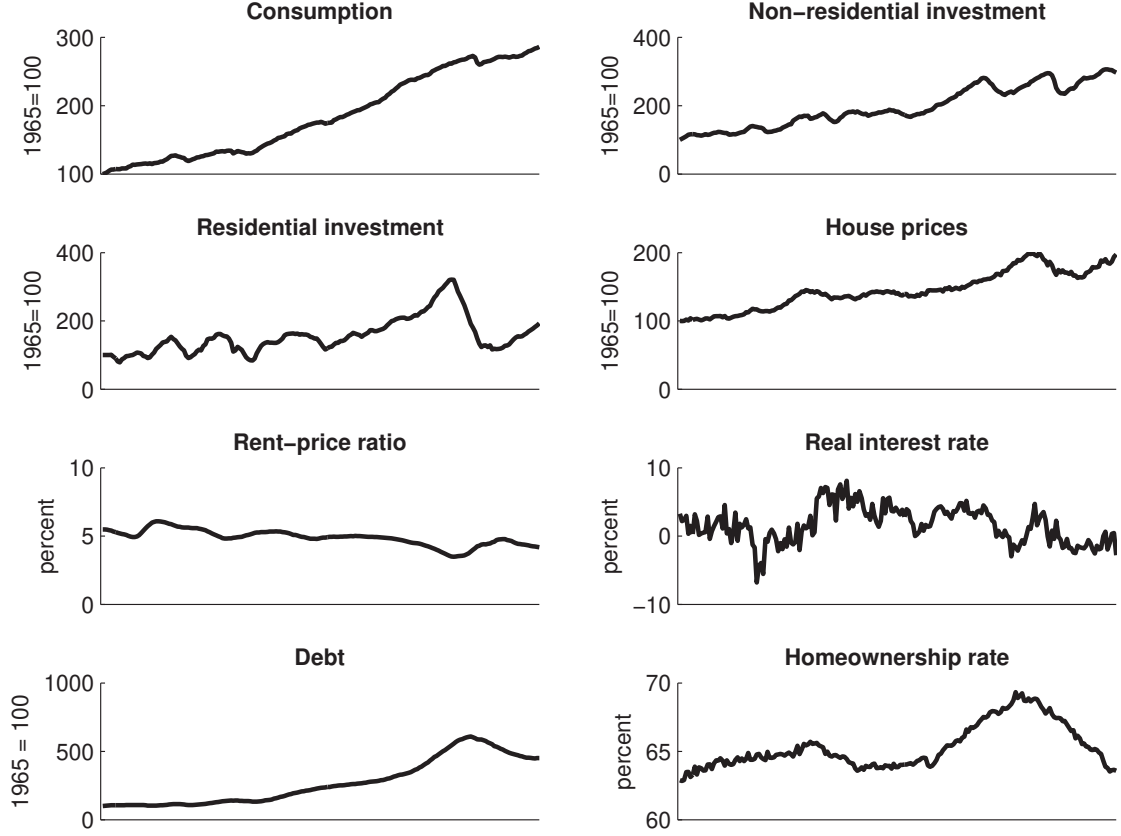 Consumption
300
200
100
1965=100
Non−residential investment
400
200
0
1965=100
Residential investment
400
200
0
1965=100
House prices
200
100
0
1965=100
Rent−price ratio
10
5
0
percent
Real interest rate
10
0
−10
percent
Debt
1000
500
0
1965 = 100
Homeownership rate
70
65
60
percent